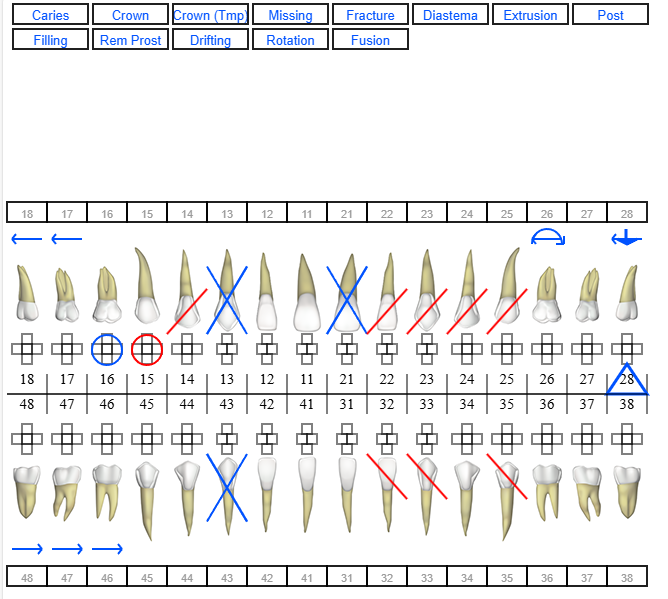 Caries Crown Crown (Tmp) Missing Fracture Diastema Extrusion Post
Filling Rem Prost Drifting Rotation Fusion
18 17 16 15 14 13 12 11 21 22 23 24 25 26 27 28
18 17 16 15 14 13 12 11 21 22 23 24 25 26 27 28
48 47 46 45 44 43 42 41 31 32 33 34 35 36 37 38
48 47 46 45 44 43 42 41 31 32 33 34 35 36 37 38